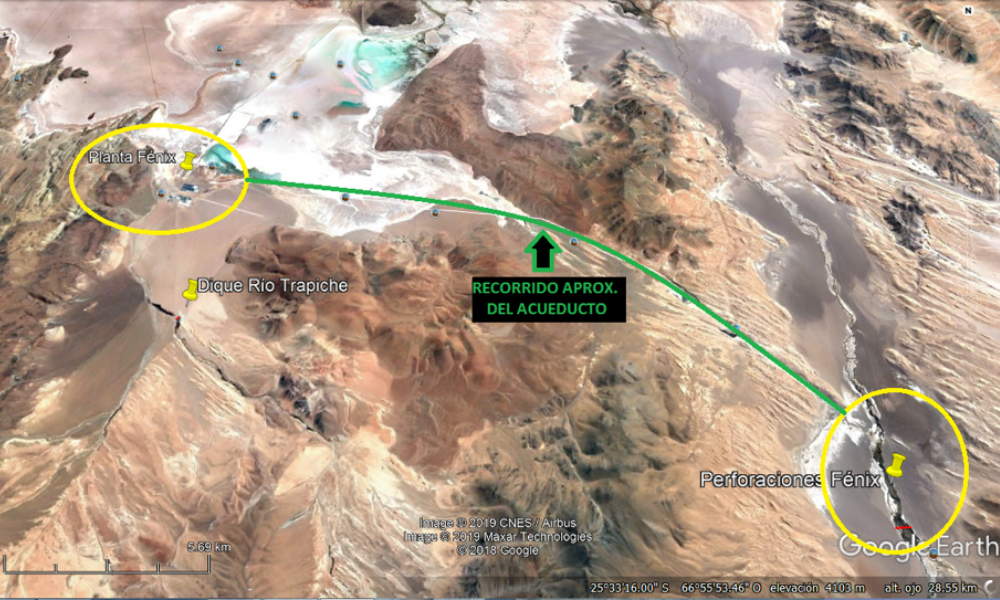 N
Planta Fénix
Dique Río Trapiche
RECORRIDO APROX.
DEL ACUEDUCTO
Perforaciones Fénix
Image © 2019 CNES / Airbus
Image © 2019 Maxar Technologies
© 2018 Google
5.69 km
Google Earth
25°33'16.00" S 66°55'53.46" O elevación 4103 m alt. ojo 28.55 km